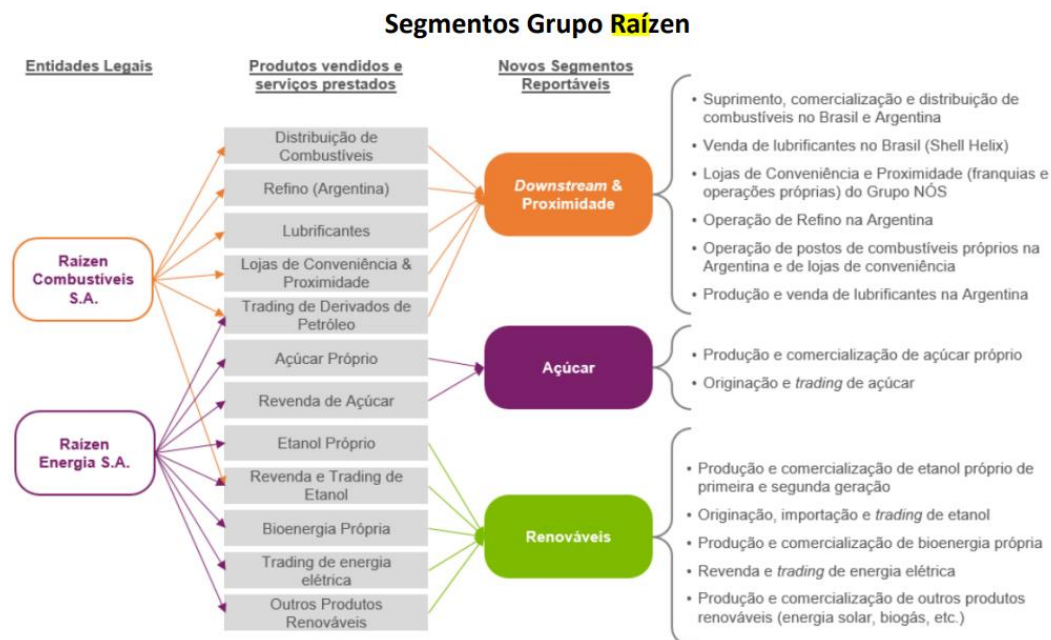 Segmentos Grupo Raízen
Entidades Legais
Produtos vendidos e
serviços prestados
Novos Segmentos
Reportáveis
Raízen
Combustíveis
S.A.
Raízen
Energia S.A.
Distribuição de
Combustíveis
Refino (Argentina)
Lubrificantes
Lojas de Conveniência &
Proximidade
Trading de Derivados de
Petróleo
Açúcar Próprio
Revenda de Açúcar
Etanol Próprio
Revenda e Trading de
Etanol
Bioenergia Própria
Trading de energia
elétrica
Outros Produtos
Renováveis
Downstream &
Proximidade
Açúcar
Renováveis
• Suprimento, comercialização e distribuição de
combustíveis no Brasil e Argentina
• Venda de lubrificantes no Brasil (Shell Helix)
• Lojas de Conveniência e Proximidade (franquias e
operações próprias) do Grupo NÓS
• Operação de Refino na Argentina
• Operação de postos de combustíveis próprios na
Argentina e de lojas de conveniência
• Produção e venda de lubrificantes na Argentina
• Produção e comercialização de açúcar próprio
• Originação e trading de açúcar
• Produção e comercialização de etanol próprio de
primeira e segunda geração
• Originação, importação e trading de etanol
• Produção e comercialização de bioenergia própria
• Revenda e trading de energia elétrica
• Produção e comercialização de outros produtos
renováveis (energia solar, biogás, etc.)